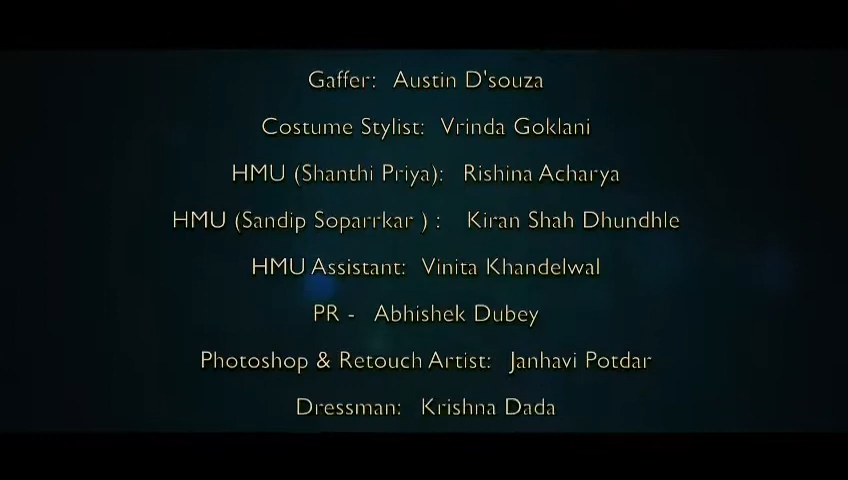 Gaffer: Austin D'souza
Costume Stylist: Vrinda Goklani
HMU (Shanthi Priya): Rishina Acharya
HMU (Sandip Soparrkar ) : Kiran Shah Dhundhle
HMU Assistant: Vinita Khandelwal
PR - Abhishek Dubey
Photoshop & Retouch Artist: Janhavi Potdar
Dressman: Krishna Dada